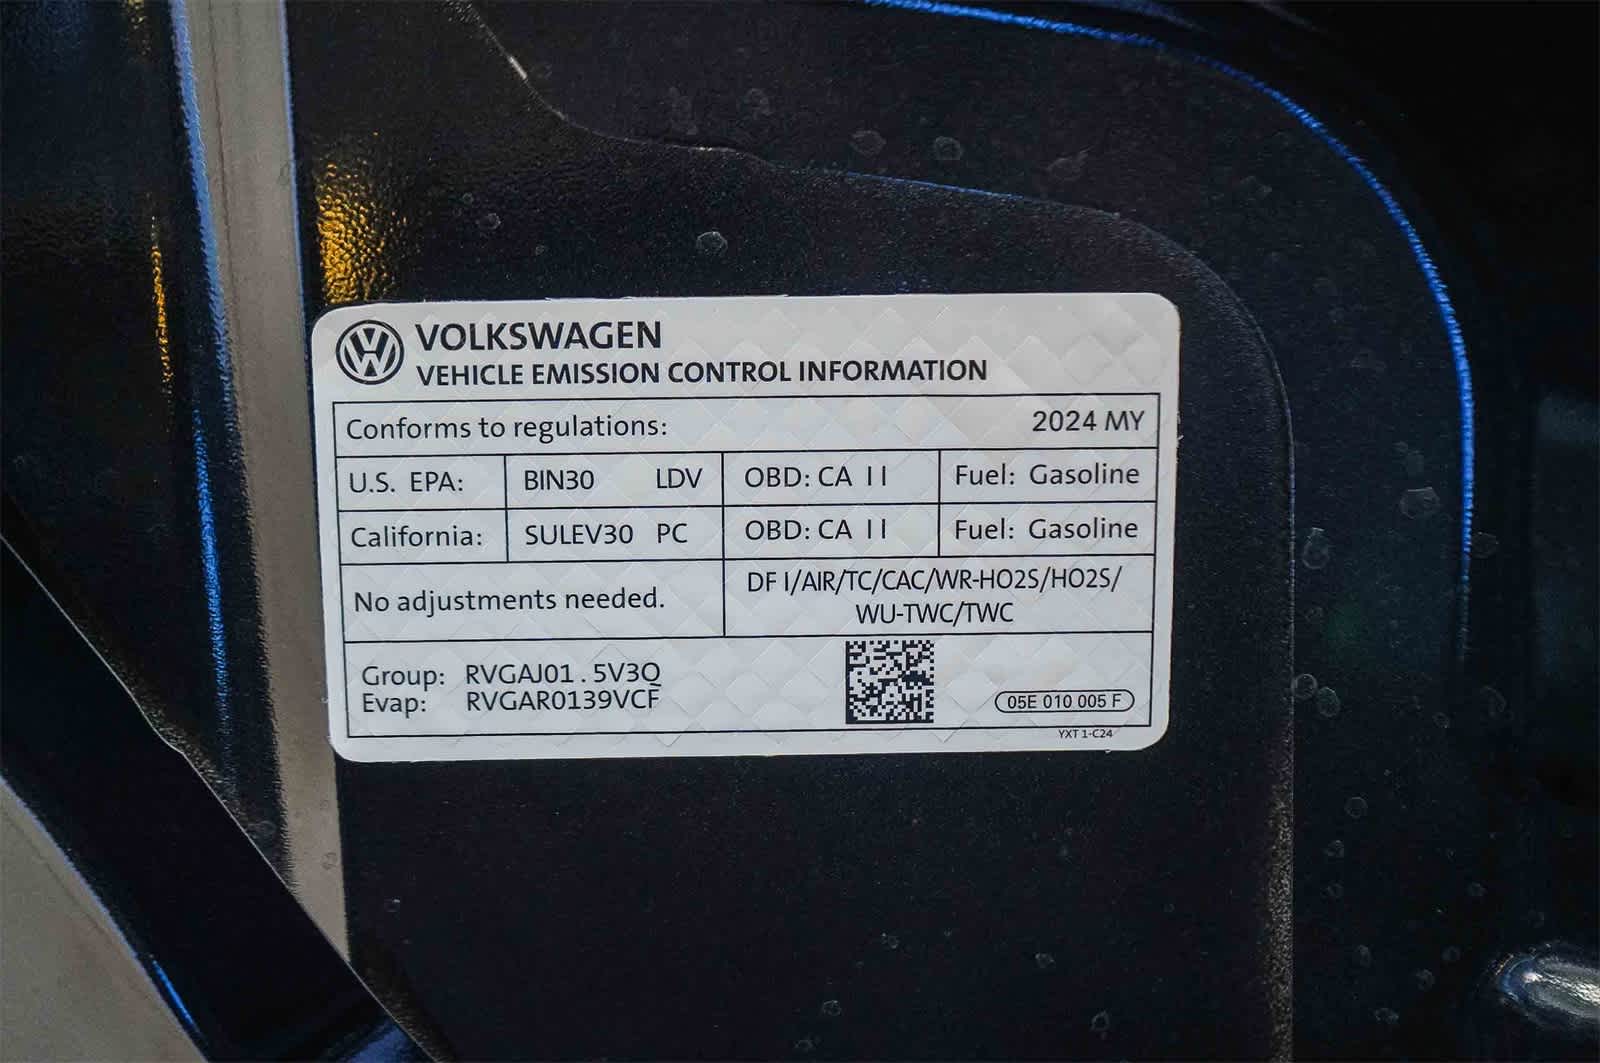 VOLKSWAGEN
VEHICLE EMISSION CONTROL INFORMATION
Conforms to regulations: 2024 MY
U.S. EPA: BIN30 LDV OBD: CA II Fuel: Gasoline
California: SULEV30 PC OBD: CA II Fuel: Gasoline
No adjustments needed.
DFI/AIR/TC/CAC/WR-HO2S/HO2S/
WU-TWC/TWC
Group: RVGAJ01.5V3Q
Evap: RVGAR0139VCF
05E 010 005 F
YXT 1-C24